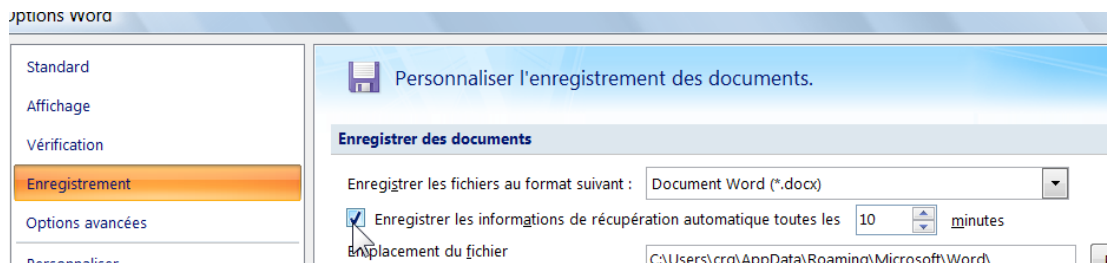 Options Word
Standard
Affichage
Vérification
Enregistrement
Options avancées
Personnaliser
Personnaliser l'enregistrement des documents.
Enregistrer des documents
Enregistrer les fichiers au format suivant : Document Word (*.docx)
Enregistrer les informations de récupération automatique toutes les 10 minutes
Emplacement du fichier C:\Users\crq\AppData\Roaming\Microsoft\Word\